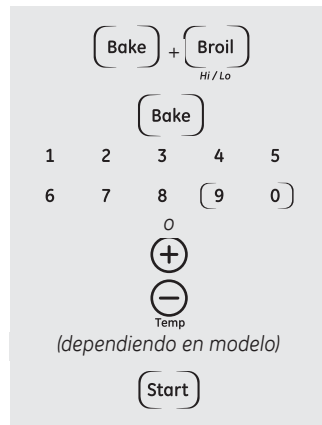 Bake + Broil
Hi / Lo
Bake
1 2 3 4 5
6 7 8 9 0
o
+
−
Temp
(dependiendo en modelo)
Start